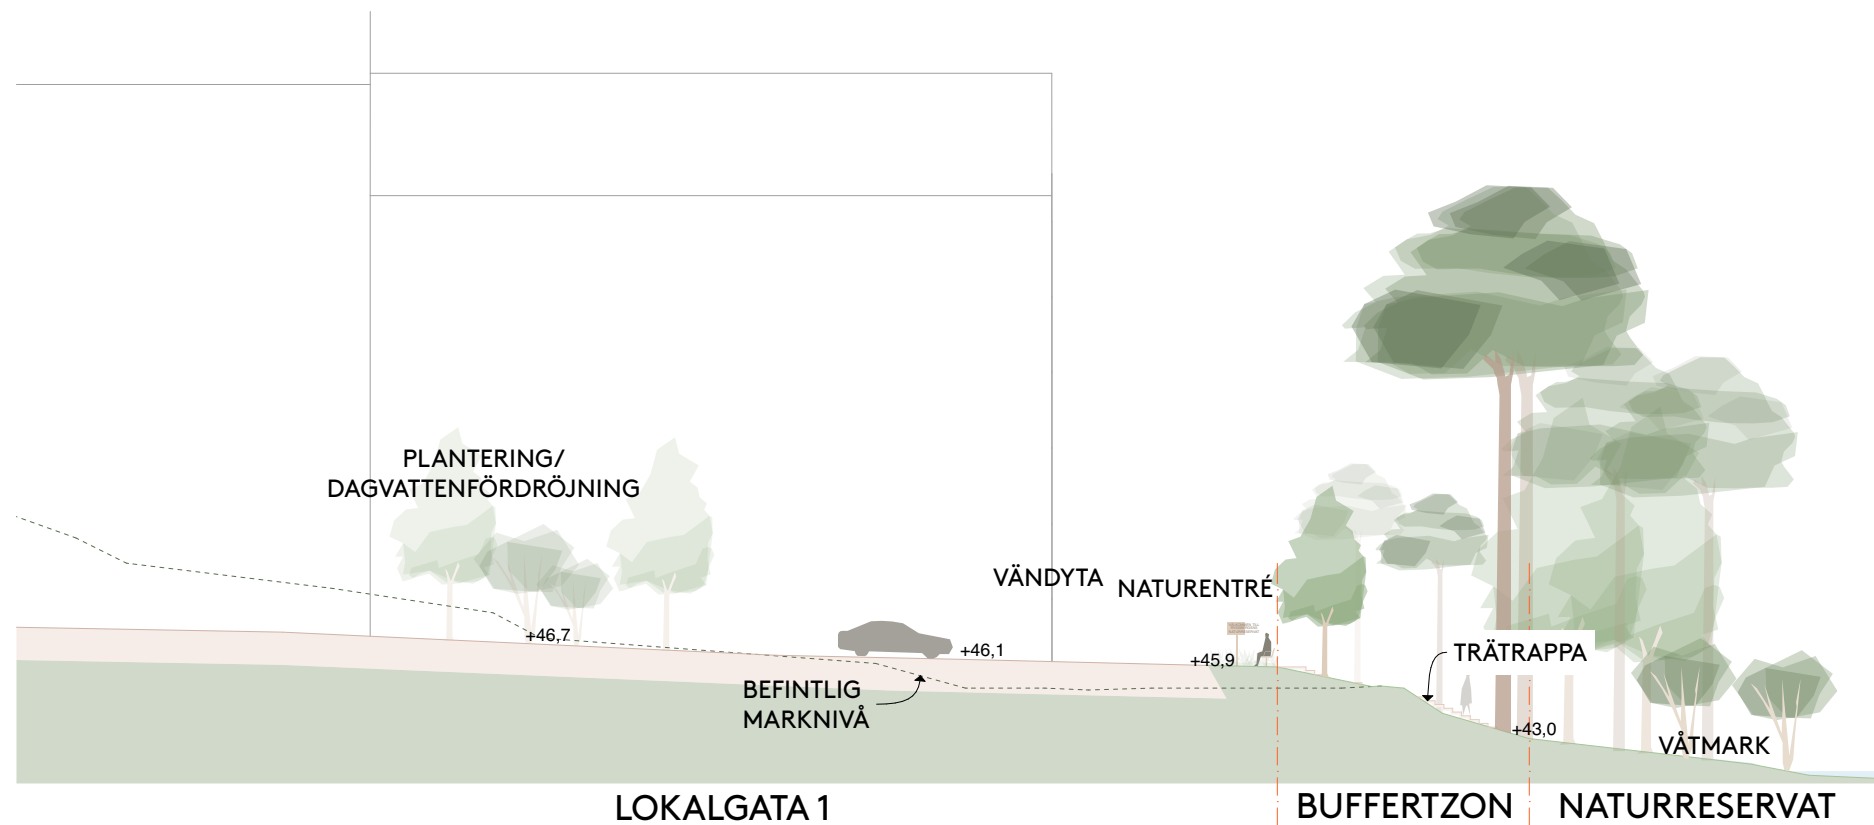 PLANTERING/
DAGVATTENFÖRDRÖJNING
VÄNDYTA
NATURENTRÉ
+46,7
+46,1
+45,9
TRÄTRAPPA
BEFINTLIG
MARKNIVÅ
+43,0
VÅTMARK
LOKALGATA 1
BUFFERTZON
NATURRESERVAT